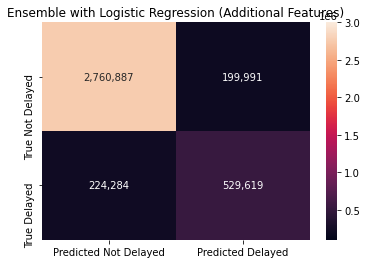 Ensemble with Logistic Regression (Additional Features)
1e6
3.0
2,760,887 199,991
2.5
True Not Delayed
2.0
1.5
224,284 529,619
1.0
True Delayed
0.5
Predicted Not Delayed Predicted Delayed